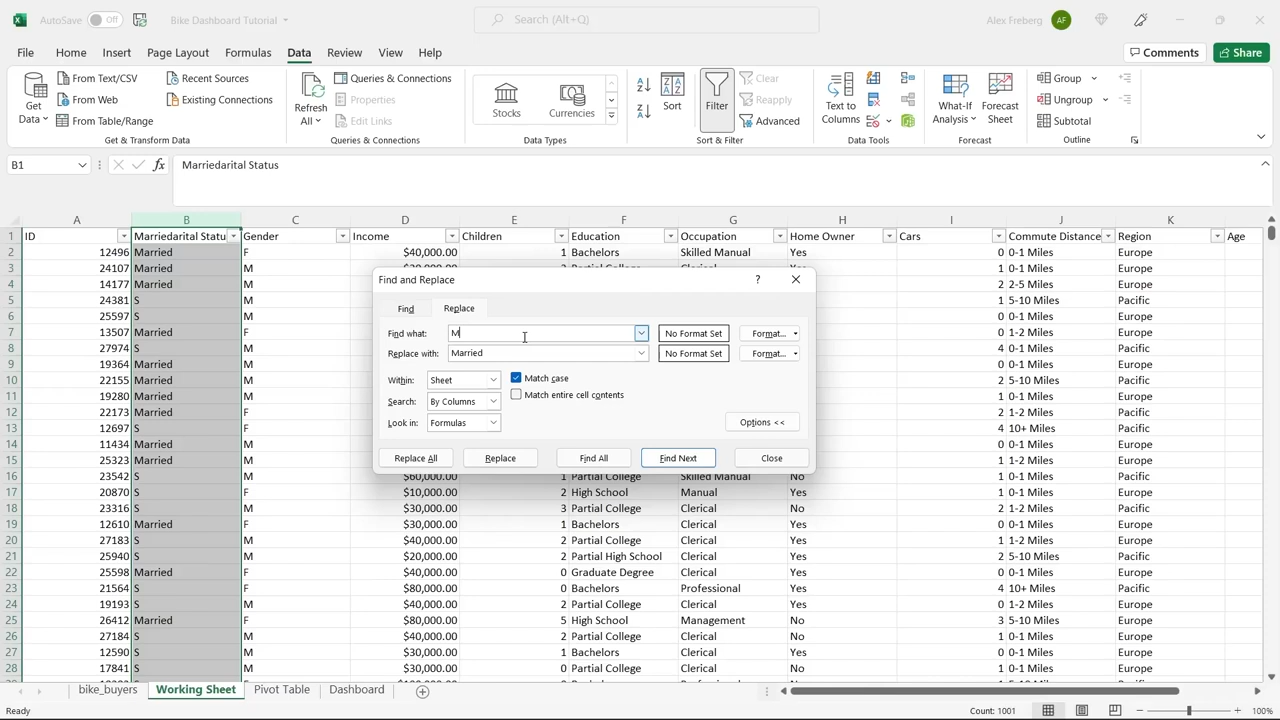 AutoSave Off Bike Dashboard Tutorial Search (Alt+Q) Alex Freberg AF
File Home Insert Page Layout Formulas Data Review View Help Comments Share
Get Data From Text/CSV Recent Sources Refresh All Queries & Connections Stocks Currencies Sort Filter Clear Text to Columns What-If Analysis Forecast Sheet Group
From Web Existing Connections Properties Reapply Ungroup
From Table/Range Edit Links Advanced Subtotal
Get & Transform Data Queries & Connections Data Types Sort & Filter Data Tools Forecast Outline
B1 fx Marriedarital Status
A B C D E F G H I J K
1 ID Marriedarital Statu Gender Income Children Education Occupation Home Owner Cars Commute Distance Region Age
2 12496 Married F $40,000.00 1 Bachelors Skilled Manual Yes 0 0-1 Miles Europe
3 24107 Married M 1 0-1 Miles Europe
4 14177 Married M 2 2-5 Miles Europe
5 24381 S M 1 5-10 Miles Pacific
6 25597 S M 0 0-1 Miles Europe
7 13507 Married F 0 1-2 Miles Europe
8 27974 S M 4 0-1 Miles Pacific
9 19364 Married M 0 0-1 Miles Europe
10 22155 Married M 2 5-10 Miles Pacific
11 19280 Married M 1 0-1 Miles Europe
12 22173 Married F 2 1-2 Miles Pacific
13 12697 S F 4 10+ Miles Pacific
14 11434 Married M 0 0-1 Miles Europe
15 25323 Married M 1 1-2 Miles Europe
16 23542 S M $60,000.00 1 Partial College Skilled Manual No 1 0-1 Miles Pacific
17 20870 S F $10,000.00 2 High School Manual Yes 0 0-1 Miles Europe
18 23316 S M $30,000.00 3 Partial College Clerical No 2 1-2 Miles Pacific
19 12610 Married F $30,000.00 1 Bachelors Clerical Yes 0 0-1 Miles Europe
20 27183 S M $40,000.00 2 Partial College Clerical Yes 1 1-2 Miles Europe
21 25940 S M $20,000.00 2 Partial High School Clerical Yes 2 5-10 Miles Pacific
22 25598 Married F $40,000.00 0 Graduate Degree Clerical Yes 0 0-1 Miles Europe
23 21564 S F $80,000.00 0 Bachelors Professional Yes 4 10+ Miles Pacific
24 19193 S M $40,000.00 2 Partial College Clerical Yes 0 1-2 Miles Europe
25 26412 Married F $80,000.00 5 High School Management No 3 5-10 Miles Europe
26 27184 S M $40,000.00 2 Partial College Clerical No 1 0-1 Miles Europe
27 12590 S M $30,000.00 1 Bachelors Clerical Yes 0 0-1 Miles Europe
28 17841 S M $30,000.00 0 Partial College Clerical No 1 0-1 Miles Europe
Find and Replace ?
Find Replace
Find what: M No Format Set Format...
Replace with: Married No Format Set Format...
Within: Sheet Match case
Search: By Columns Match entire cell contents
Look in: Formulas Options <<
Replace All Replace Find All Find Next Close
bike_buyers Working Sheet Pivot Table Dashboard
Ready Count: 1001 100%